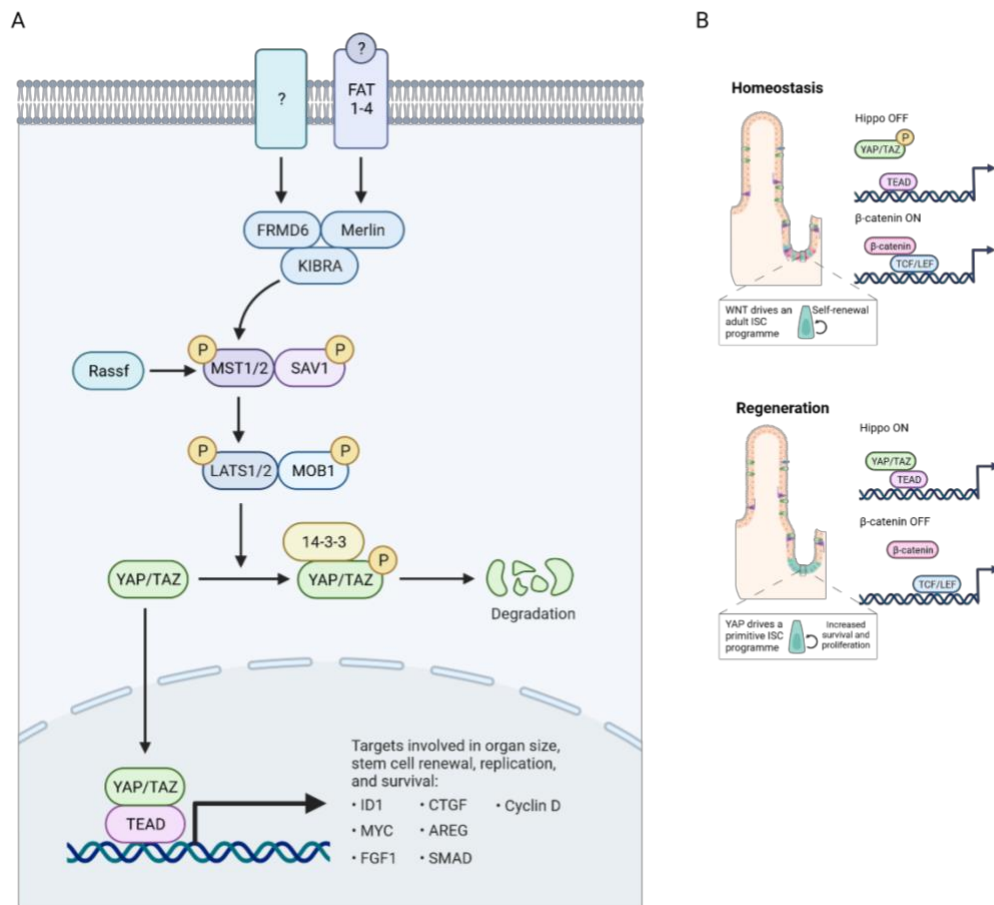 A
?
?
FAT
1-4
FRMD6
Merlin
KIBRA
P
P
Rassf
MST1/2
SAV1
P
P
LATS1/2
MOB1
14-3-3
P
YAP/TAZ
YAP/TAZ
Degradation
YAP/TAZ
TEAD
Targets involved in organ size,
stem cell renewal, replication,
and survival:
• ID1 • CTGF • Cyclin D
• MYC • AREG
• FGF1 • SMAD
B
Homeostasis
Hippo OFF
P
YAP/TAZ
TEAD
β-catenin ON
β-catenin
TCF/LEF
WNT drives an
adult ISC
programme
Self-renewal
Regeneration
Hippo ON
YAP/TAZ
TEAD
β-catenin OFF
β-catenin
TCF/LEF
YAP drives a
primitive ISC
programme
Increased
survival and
proliferation